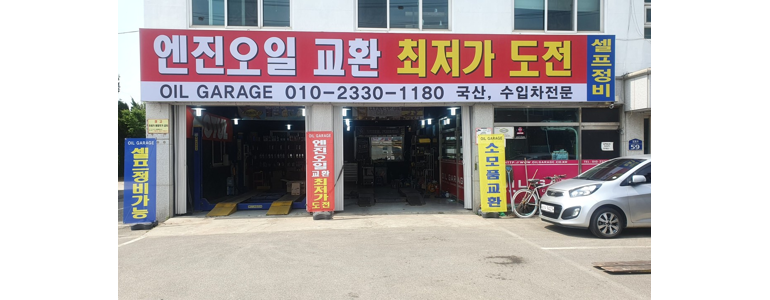 엔진오일 교환 최저가 도전
셀프정비
OIL GARAGE 010-2330-1180 국산, 수입차전문
셀프정비가능
OIL GARAGE
엔진오일교환
최저가도전
OIL GARAGE
소모품교환
59